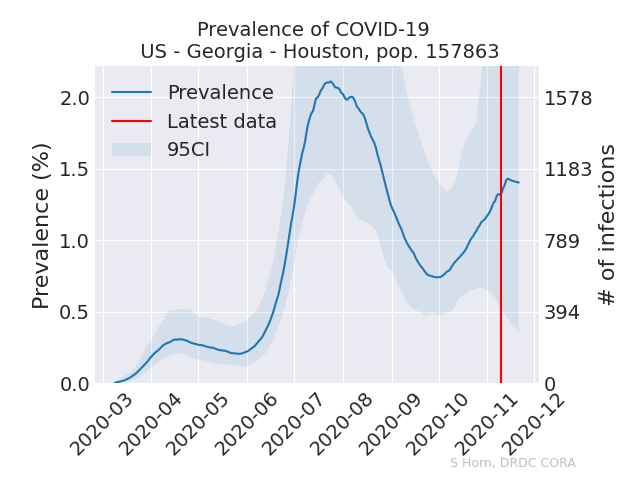 Prevalence of COVID-19
US - Georgia - Houston, pop. 157863
Prevalence
Latest data
95CI
Prevalence (%)
2.0
1.5
1.0
0.5
0.0
1578
1183
789
394
0
# of infections
2020-03
2020-04
2020-05
2020-06
2020-07
2020-08
2020-09
2020-10
2020-11
2020-12
S Horn, DRDC CORA